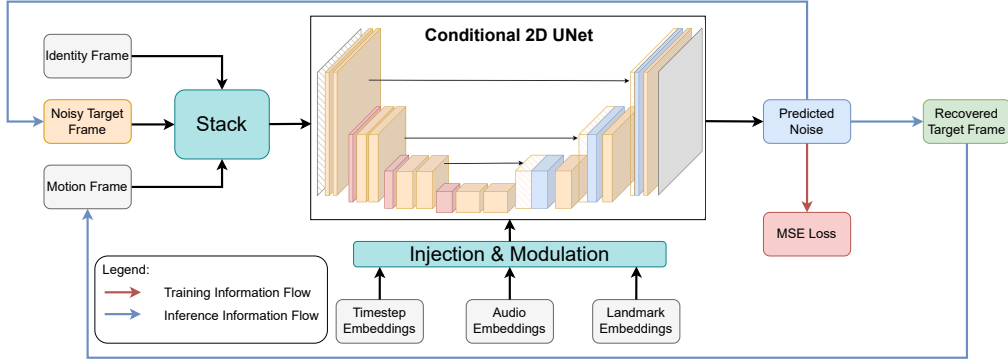 Identity Frame
Noisy Target
Frame
Motion Frame
Stack
Conditional 2D UNet
Predicted
Noise
Recovered
Target Frame
MSE Loss
Injection & Modulation
Timestep
Embeddings
Audio
Embeddings
Landmark
Embeddings
Legend:
Training Information Flow
Inference Information Flow